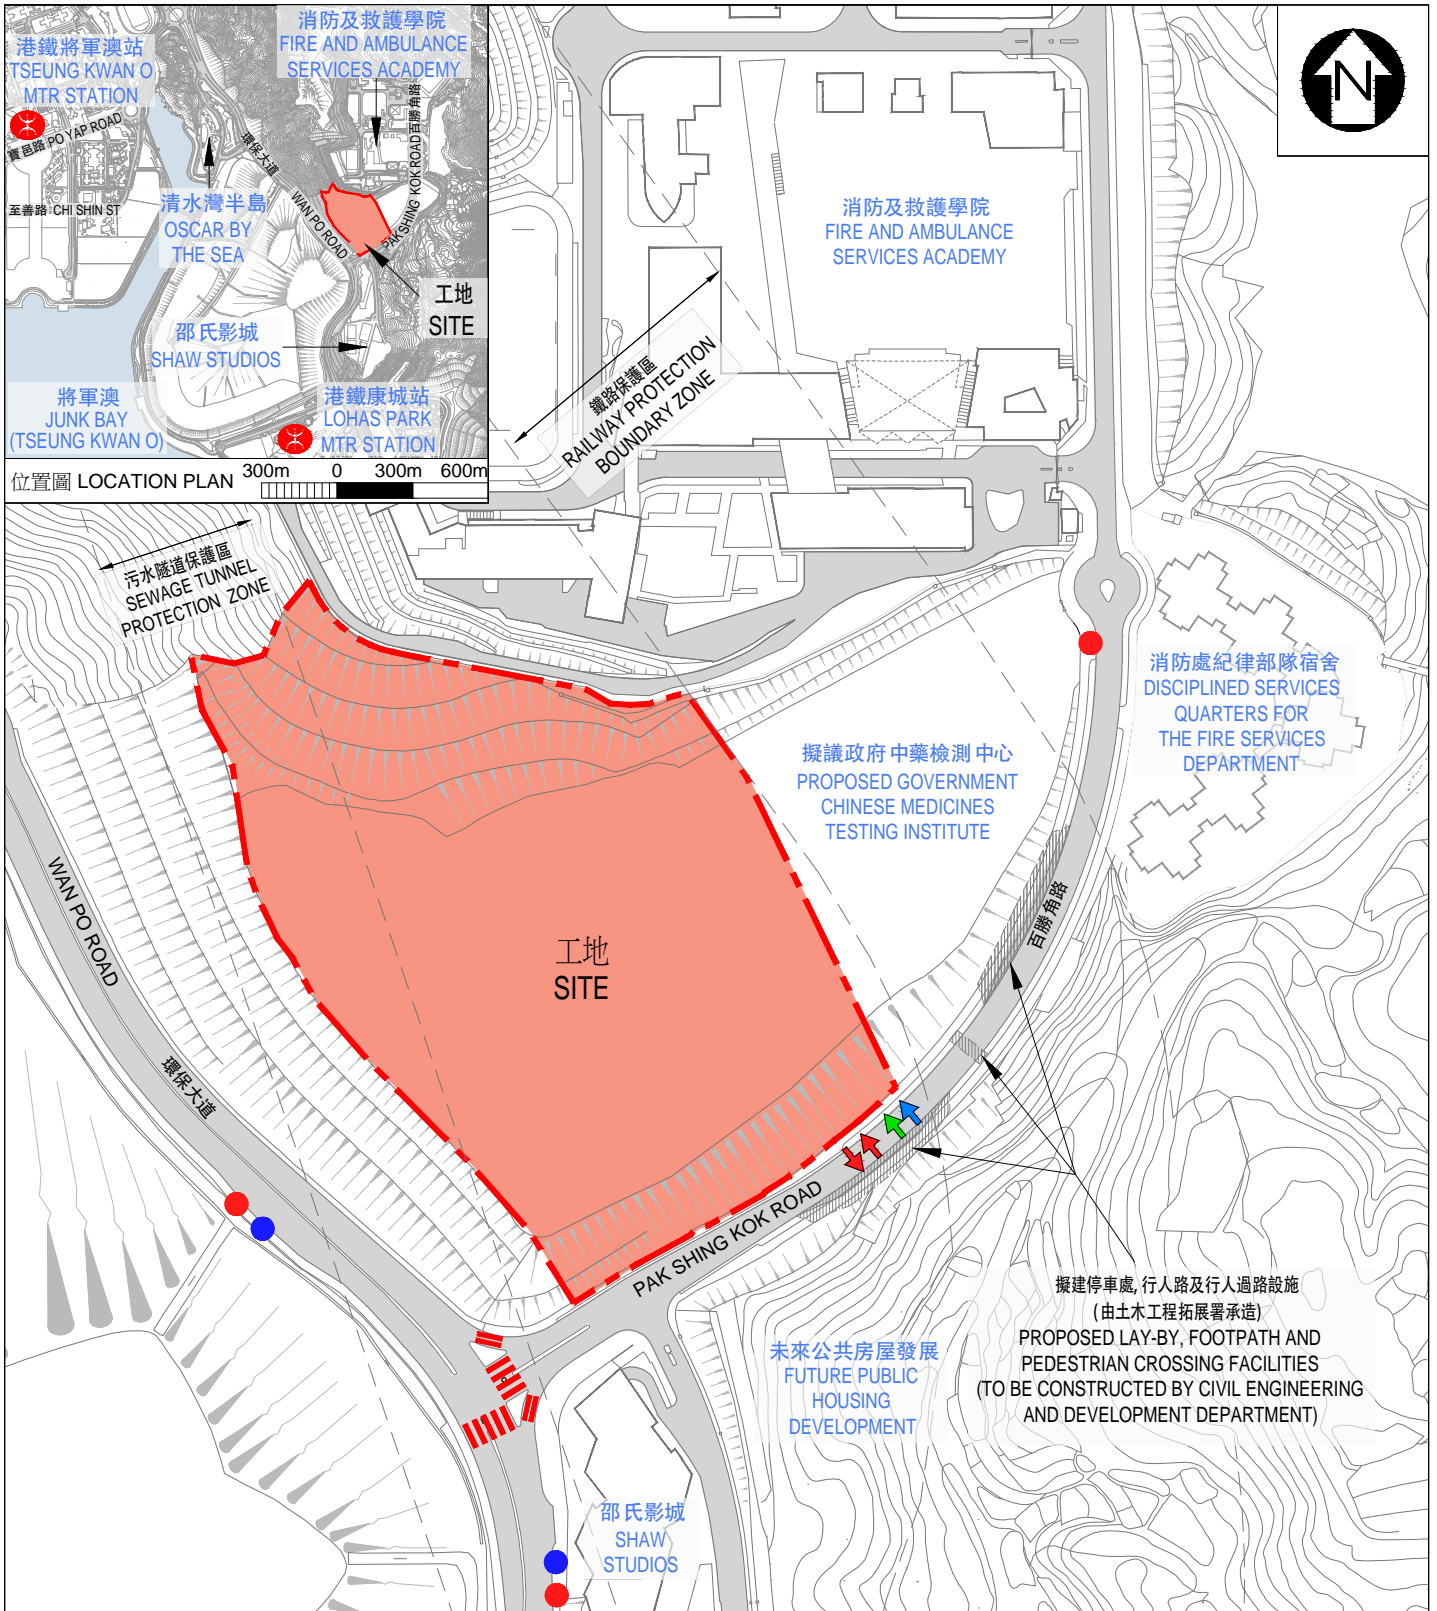 港鐵將軍澳站
TSEUNG KWAN O
MTR STATION
消防及救護學院
FIRE AND AMBULANCE
SERVICES ACADEMY
寶邑路 PO YAP ROAD
至善路 CHI SHIN ST
環保大道
WAN PO ROAD
PAK SHING KOK ROAD 百勝角路
清水灣半島
OSCAR BY
THE SEA
工地
SITE
邵氏影城
SHAW STUDIOS
將軍澳
JUNK BAY
(TSEUNG KWAN O)
港鐵康城站
LOHAS PARK
MTR STATION
位置圖 LOCATION PLAN
300m 0 300m 600m
N
消防及救護學院
FIRE AND AMBULANCE
SERVICES ACADEMY
鐵路保護區
RAILWAY PROTECTION
BOUNDARY ZONE
污水隧道保護區
SEWAGE TUNNEL
PROTECTION ZONE
消防處紀律部隊宿舍
DISCIPLINED SERVICES
QUARTERS FOR
THE FIRE SERVICES
DEPARTMENT
擬議政府中藥檢測中心
PROPOSED GOVERNMENT
CHINESE MEDICINES
TESTING INSTITUTE
WAN PO ROAD
環保大道
工地
SITE
百勝角路
PAK SHING KOK ROAD
擬建停車處, 行人路及行人過路設施
(由土木工程拓展署承造)
PROPOSED LAY-BY, FOOTPATH AND
PEDESTRIAN CROSSING FACILITIES
(TO BE CONSTRUCTED BY CIVIL ENGINEERING
AND DEVELOPMENT DEPARTMENT)
未來公共房屋發展
FUTURE PUBLIC
HOUSING
DEVELOPMENT
邵氏影城
SHAW
STUDIOS